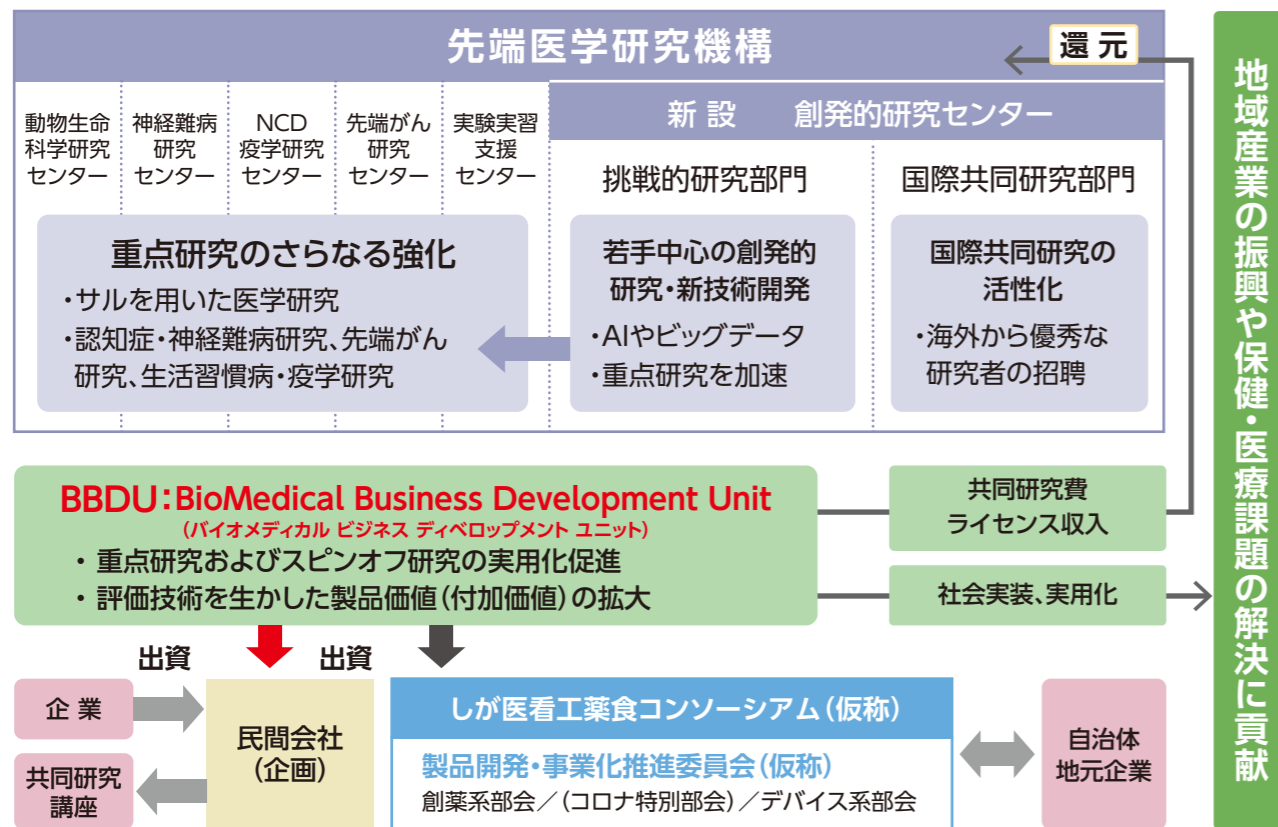 先端医学研究機構
還元
動物生命
科学研究
センター
神経難病
研究
センター
NCD
疫学研究
センター
先端がん
研究
センター
実験実習
支援
センター
新設 創発的研究センター
挑戦的研究部門
国際共同研究部門
重点研究のさらなる強化
・サルを用いた医学研究
・認知症・神経難病研究、先端がん
研究、生活習慣病・疫学研究
若手中心の創発的
研究・新技術開発
・AIやビッグデータ
・重点研究を加速
国際共同研究の
活性化
・海外から優秀な
研究者の招聘
BBDU:BioMedical Business Development Unit
(バイオメディカル ビジネス ディベロップメント ユニット)
・ 重点研究およびスピンオフ研究の実用化促進
・ 評価技術を生かした製品価値(付加価値)の拡大
共同研究費
ライセンス収入
社会実装、実用化
出資
出資
企業
共同研究
講座
民間会社
(企画)
しが医看工薬食コンソーシアム(仮称)
製品開発・事業化推進委員会(仮称)
創薬系部会/(コロナ特別部会)/デバイス系部会
自治体
地元企業
地域産業の振興や保健・医療課題の解決に貢献